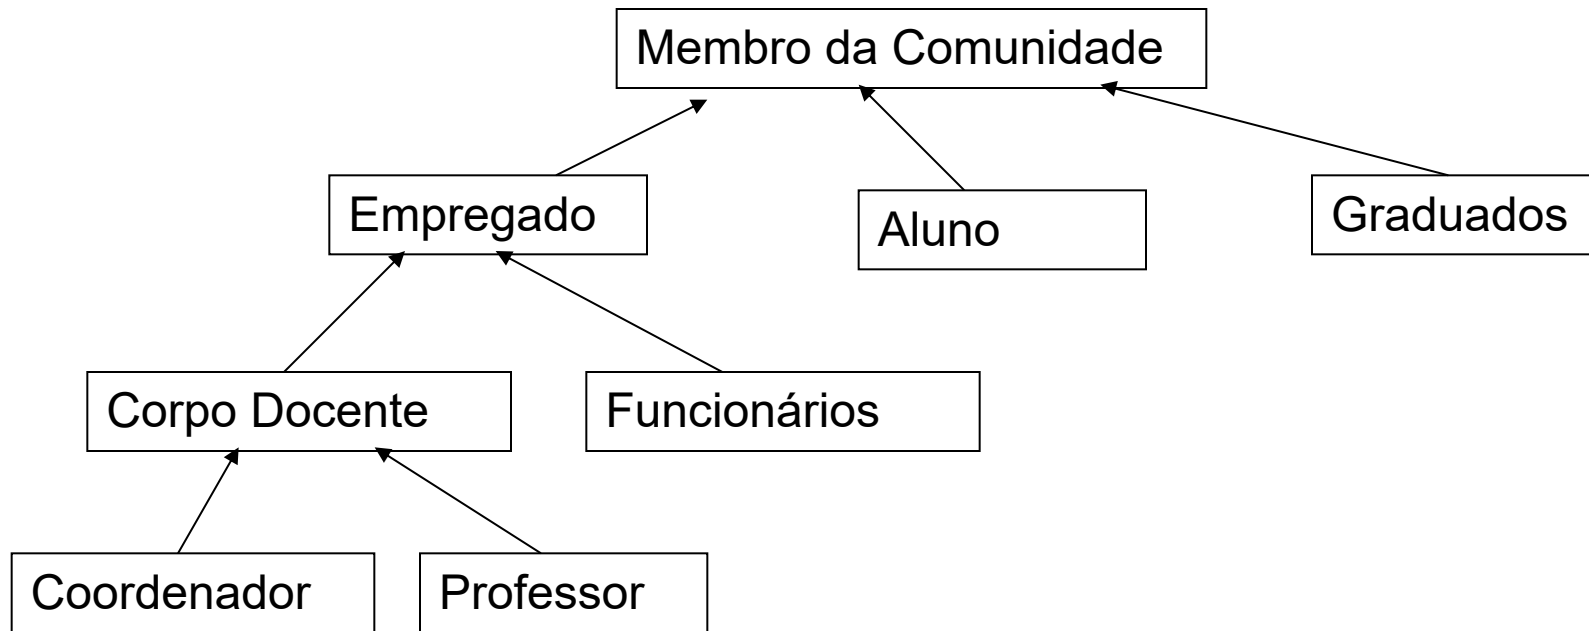 Membro da Comunidade
Empregado
Aluno
Graduados
Corpo Docente
Funcionários
Coordenador
Professor